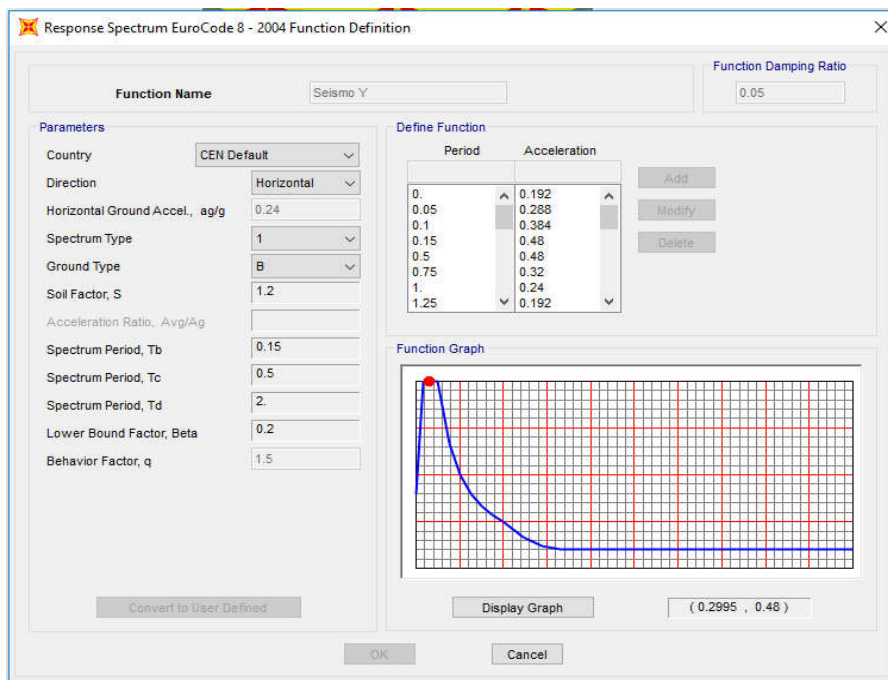 Response Spectrum EuroCode 8 - 2004 Function Definition
Function Name
Seismo Y
Function Damping Ratio
0.05
Parameters
Country CEN Default
Direction Horizontal
Horizontal Ground Accel., ag/g 0.24
Spectrum Type 1
Ground Type B
Soil Factor, S 1.2
Acceleration Ratio, Avg/Ag
Spectrum Period, Tb 0.15
Spectrum Period, Tc 0.5
Spectrum Period, Td 2.
Lower Bound Factor, Beta 0.2
Behavior Factor, q 1.5
Convert to User Defined
Define Function
Period Acceleration
0. 0.192
0.05 0.288
0.1 0.384
0.15 0.48
0.5 0.48
0.75 0.32
1. 0.24
1.25 0.192
Add
Modify
Delete
Function Graph
Display Graph
( 0.2995 , 0.48 )
OK
Cancel